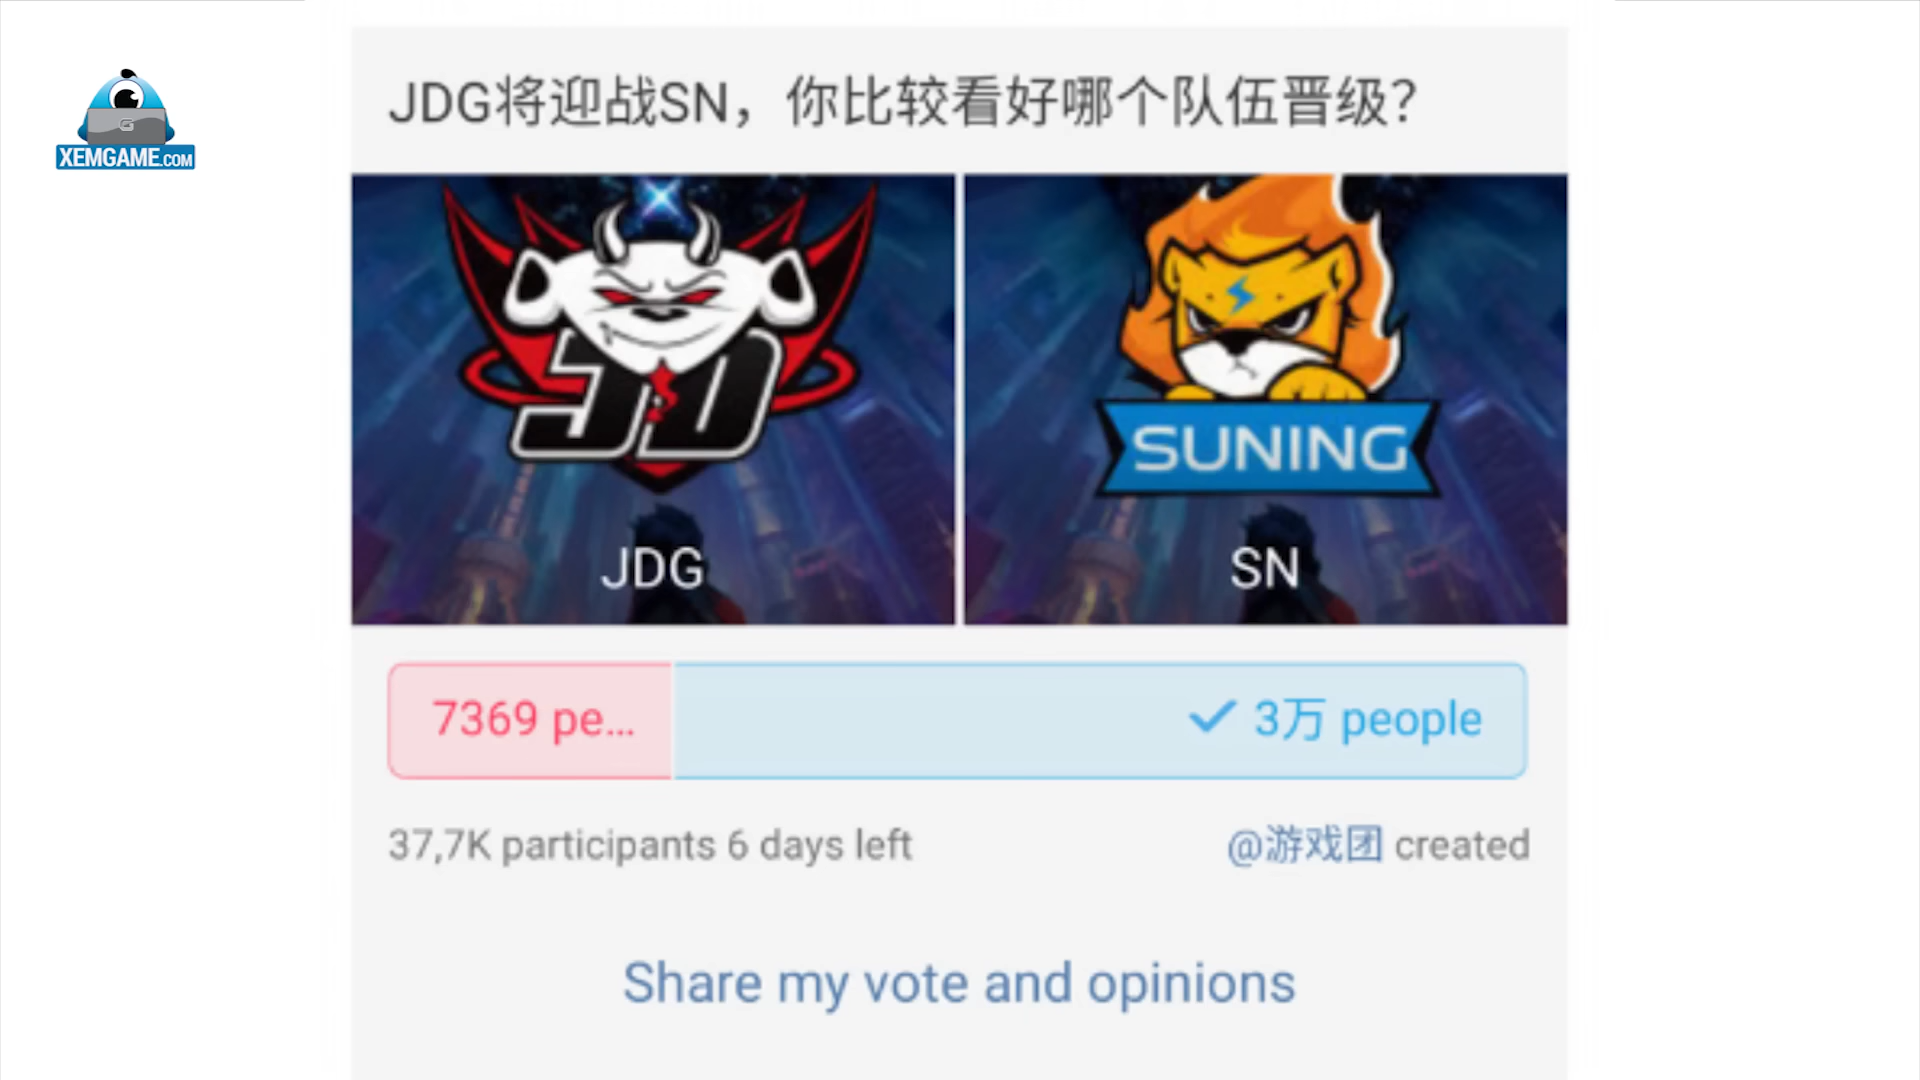 XEMGAME.COM
JDG将迎战SN，你比较看好哪个队伍晋级？
JD
SUNING
JDG
SN
7369 pe...
3万 people
37,7K participants 6 days left
@游戏团 created
Share my vote and opinions